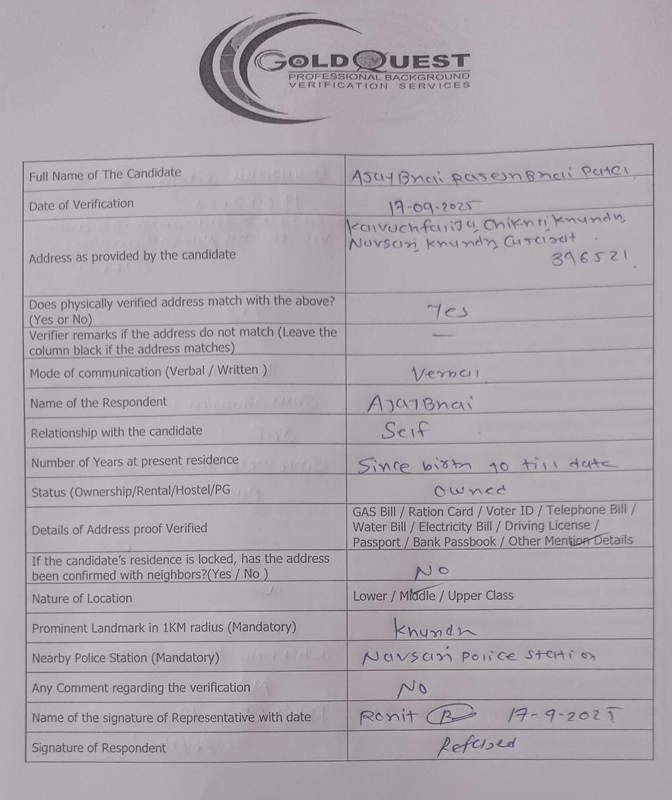 GOLDQUEST
PROFESSIONAL BACKGROUND
VERIFICATION SERVICES
Full Name of The Candidate
AJayBhai RajeshBhai Patel
Date of Verification
17-09-2025
Address as provided by the candidate
Chikhli, Khundh
Navsari, Khundh Gujarat
396521
Does physically verified address match with the above?
(Yes or No)
Yes
Verifier remarks if the address do not match (Leave the
column black if the address matches)
—
Mode of communication (Verbal / Written )
Verbal
Name of the Respondent
AJayBhai
Relationship with the candidate
Self
Number of Years at present residence
Since birth to till date
Status (Ownership/Rental/Hostel/PG
owned
Details of Address proof Verified
GAS Bill / Ration Card / Voter ID / Telephone Bill /
Water Bill / Electricity Bill / Driving License /
Passport / Bank Passbook / Other Mention Details
If the candidate's residence is locked, has the address
been confirmed with neighbors?(Yes / No )
No
Nature of Location
Lower / Middle / Upper Class
Prominent Landmark in 1KM radius (Mandatory)
Khundh
Nearby Police Station (Mandatory)
Navsari Police Station
Any Comment regarding the verification
No
Name of the signature of Representative with date
Ronit 17-9-2025
Signature of Respondent
Refused